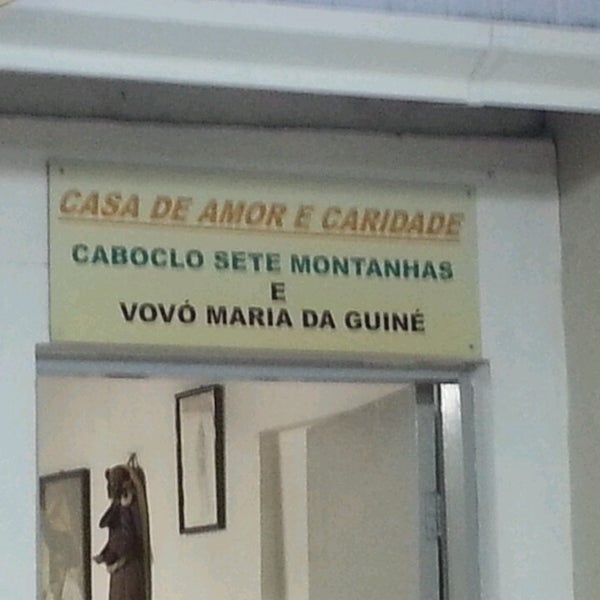 CASA DE AMOR E CARIDADE
CABOCLO SETE MONTANHAS
E
VOVÓ MARIA DA GUINÉ